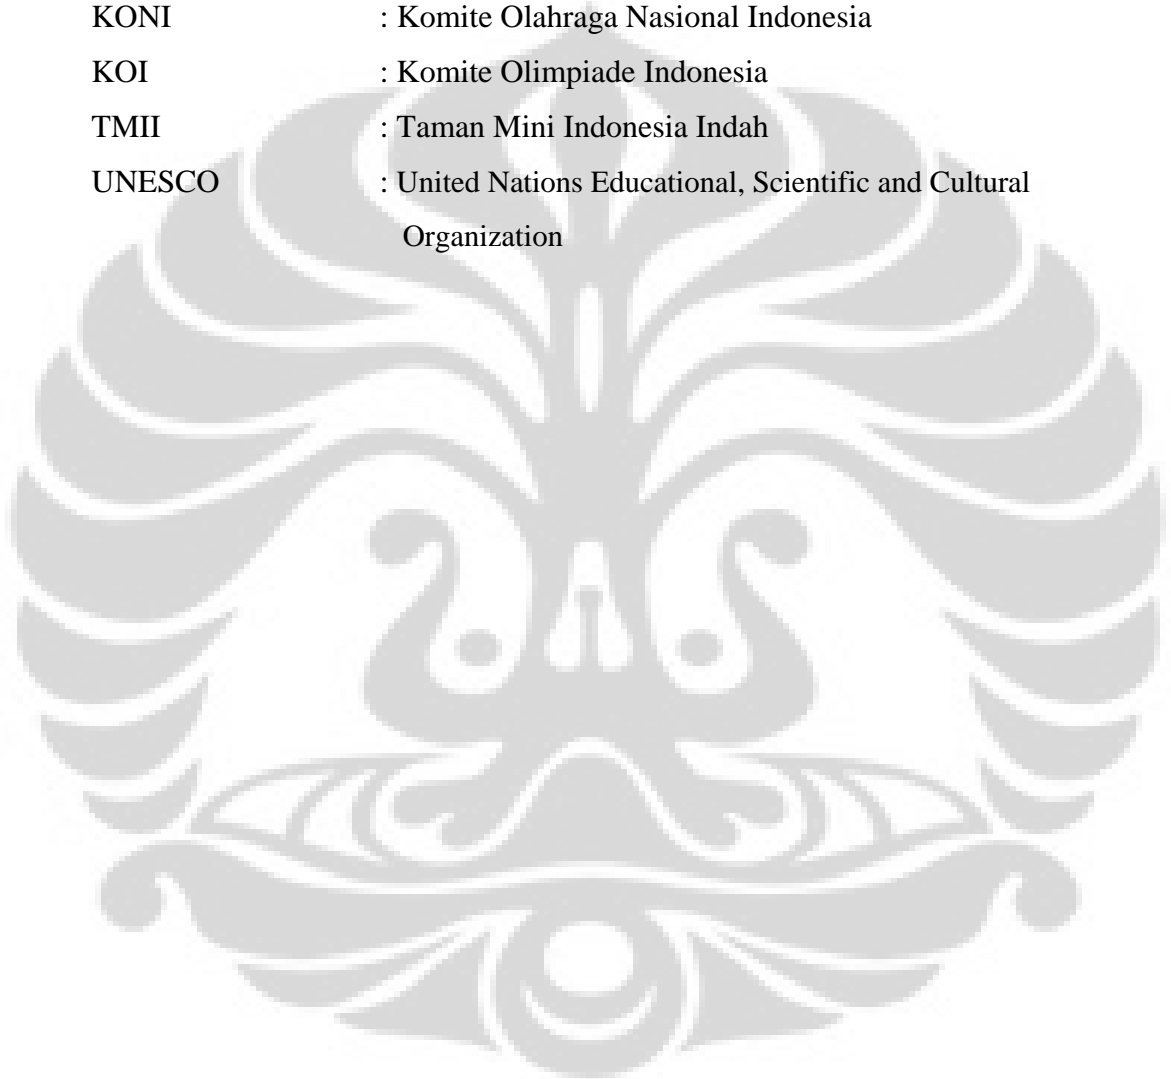 KONI : Komite Olahraga Nasional Indonesia
KOI : Komite Olimpiade Indonesia
TMII : Taman Mini Indonesia Indah
UNESCO : United Nations Educational, Scientific and Cultural
Organization